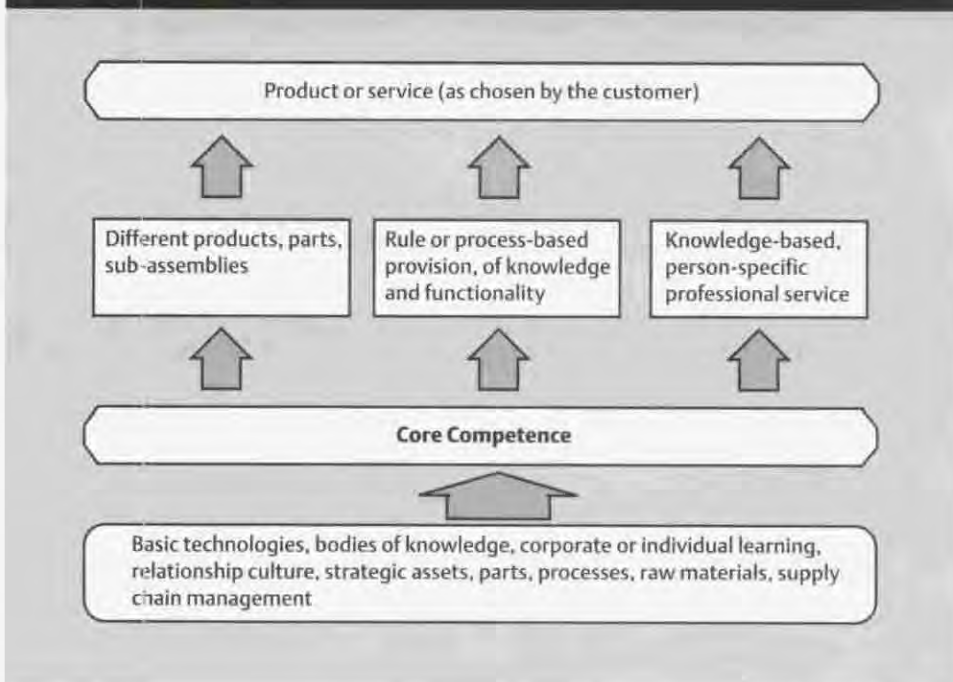 Product or service (as chosen by the customer)
Different products, parts,
sub-assemblies
Rule or process-based
provision, of knowledge
and functionality
Knowledge-based,
person-specific
professional service
Core Competence
Basic technologies, bodies of knowledge, corporate or individual learning,
relationship culture, strategic assets, parts, processes, raw materials, supply
chain management